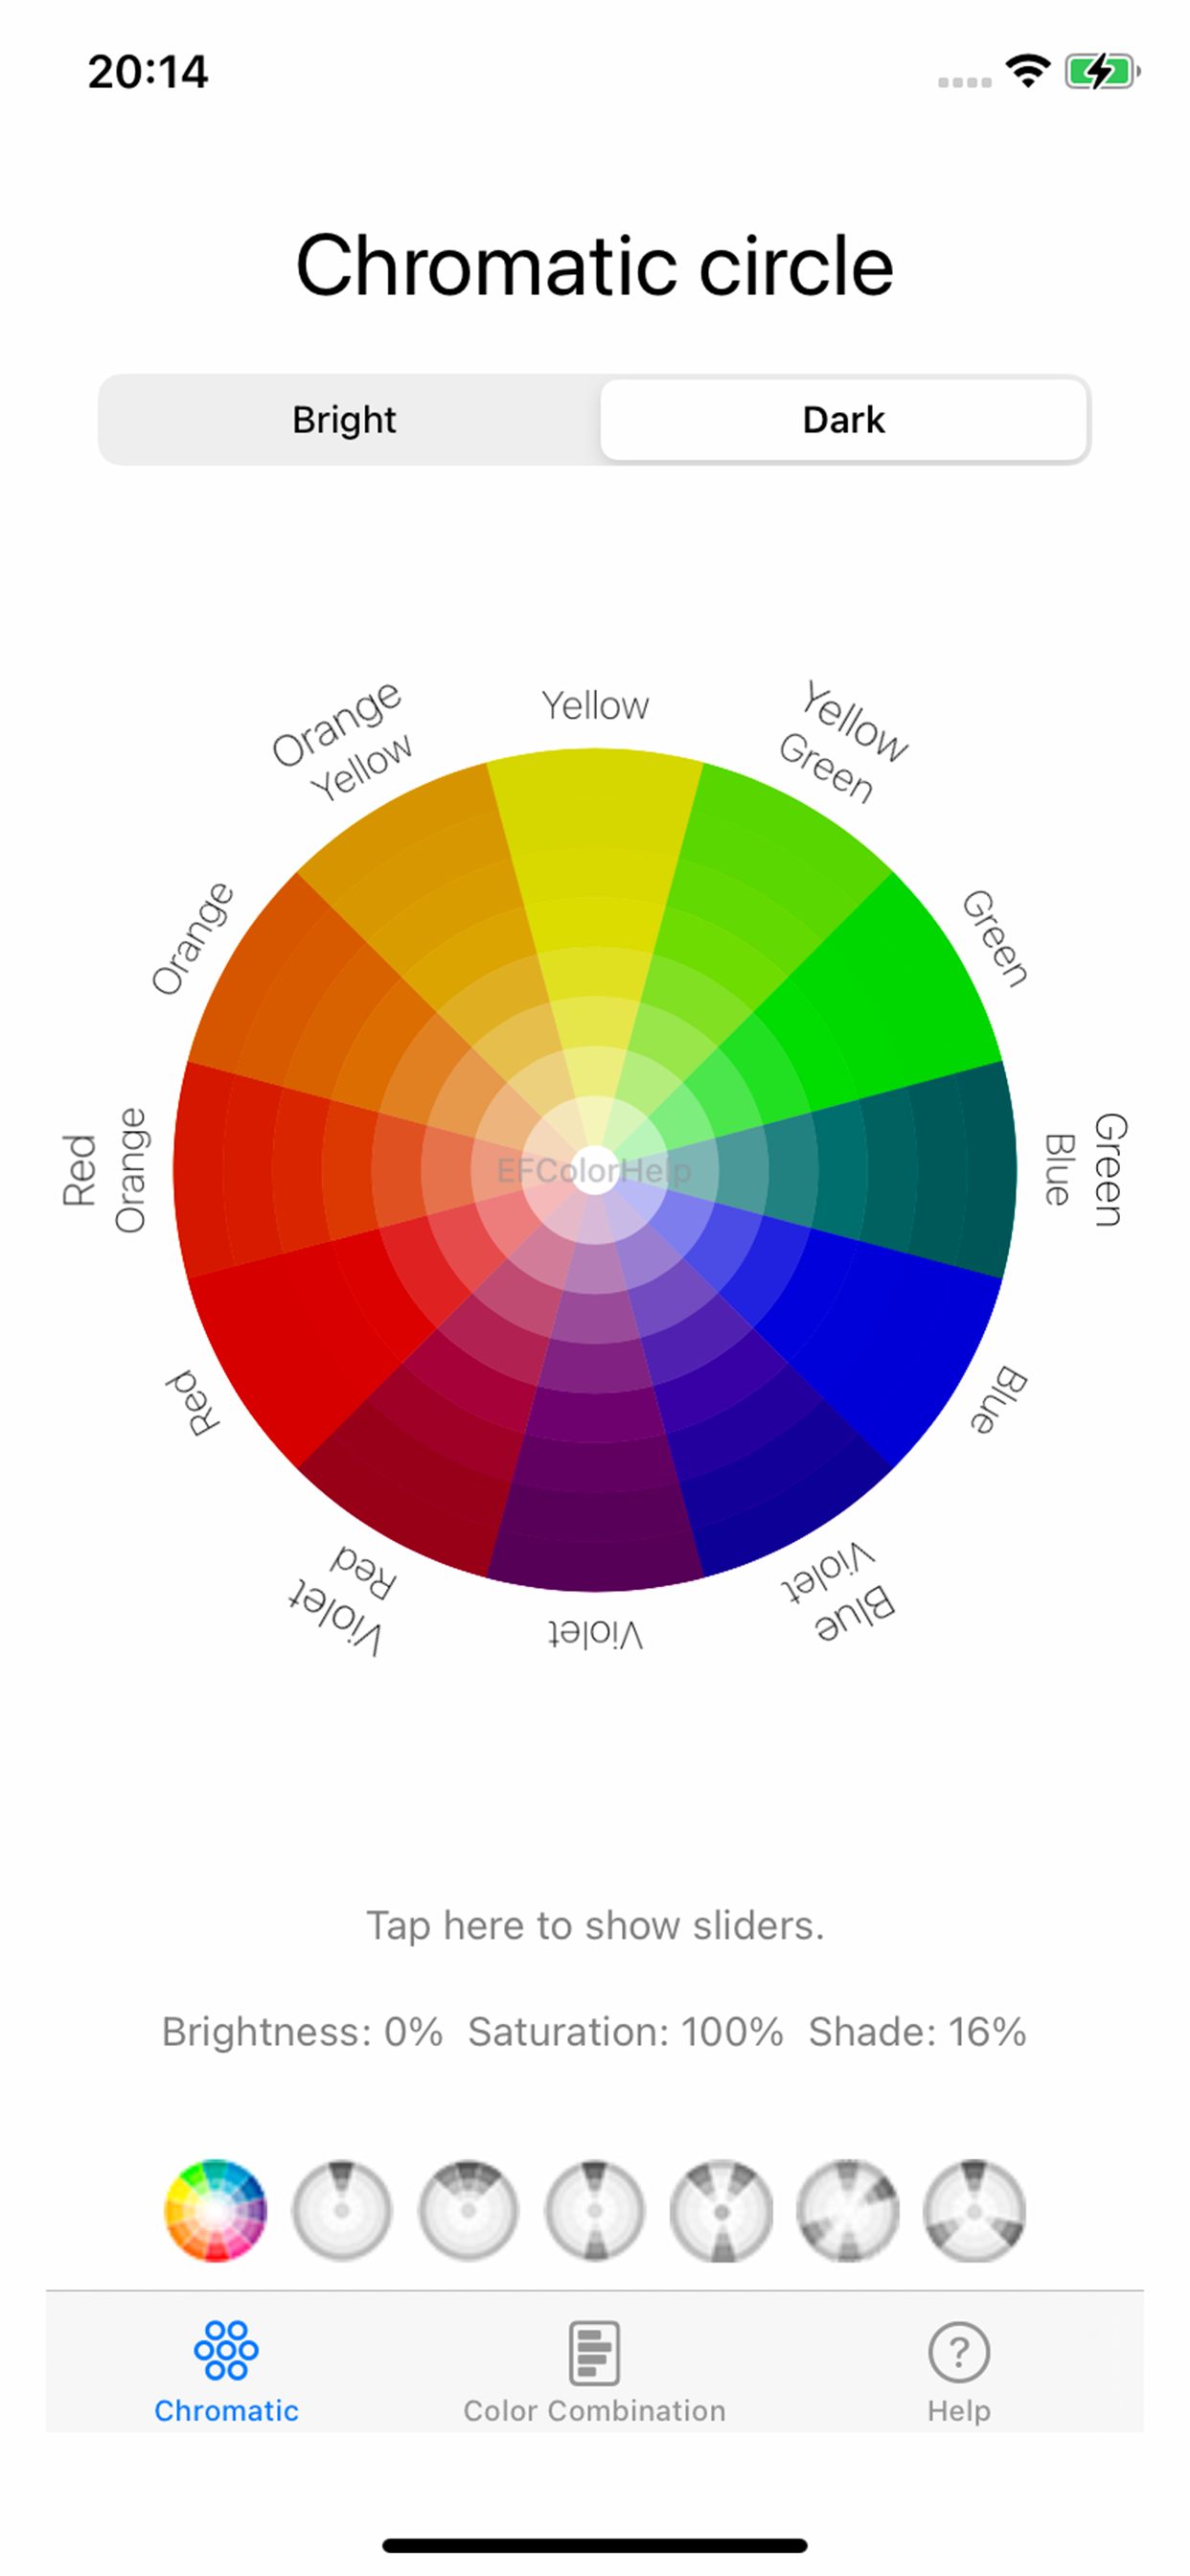 20:14
Chromatic circle
Bright
Dark
Orange
Yellow
Yellow
Yellow
Green
Orange
Green
Red
Orange
EFColorHelp
Green
Blue
Red
Blue
Red
Violet
Violet
Violet
Blue
Tap here to show sliders.
Brightness: 0% Saturation: 100% Shade: 16%
?
Chromatic
Color Combination
Help